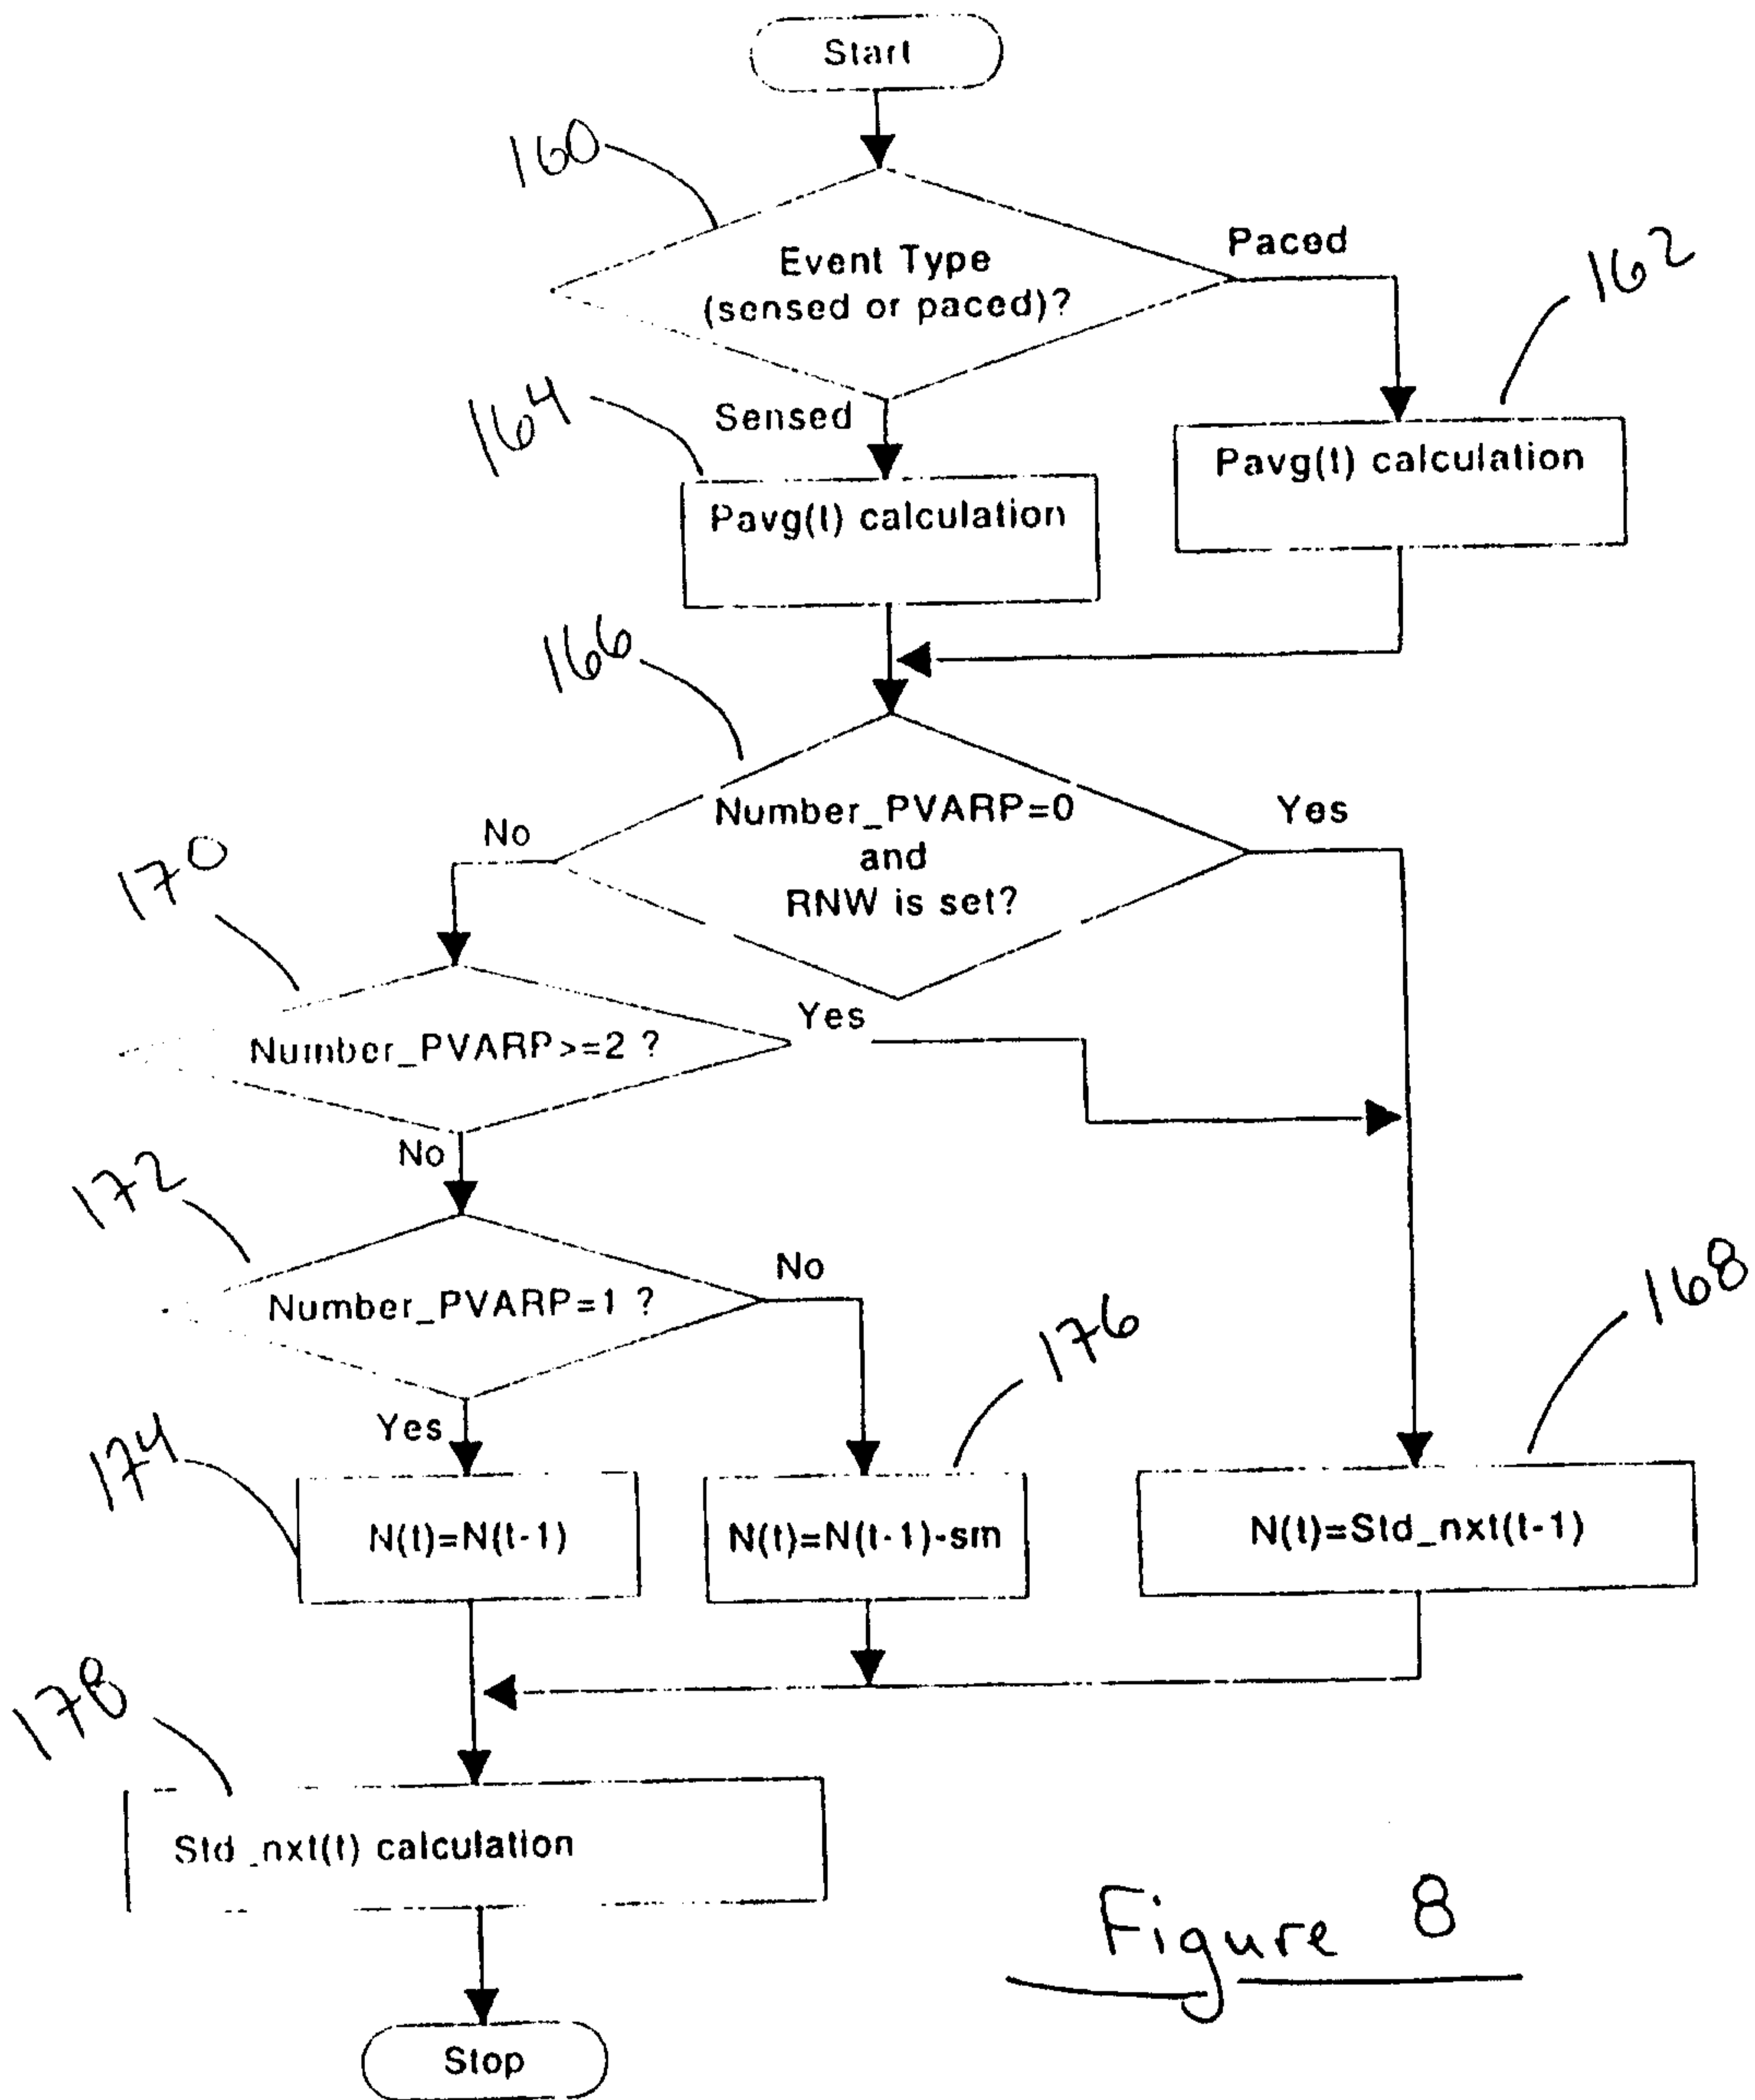 Start
160
Event Type
(sensed or paced)?
Paced
162
164
Sensed
Pavg(t) calculation
Pavg(t) calculation
166
Number_PVARP=0
and
RNW is set?
No
Yes
170
Number_PVARP>=2 ?
Yes
No
172
Number_PVARP=1 ?
No
168
176
Yes
174
N(t)=N(t-1)
N(t)=N(t-1)-sm
N(t)=Std_nxt(t-1)
178
Std_nxt(t) calculation
Figure 8
Stop